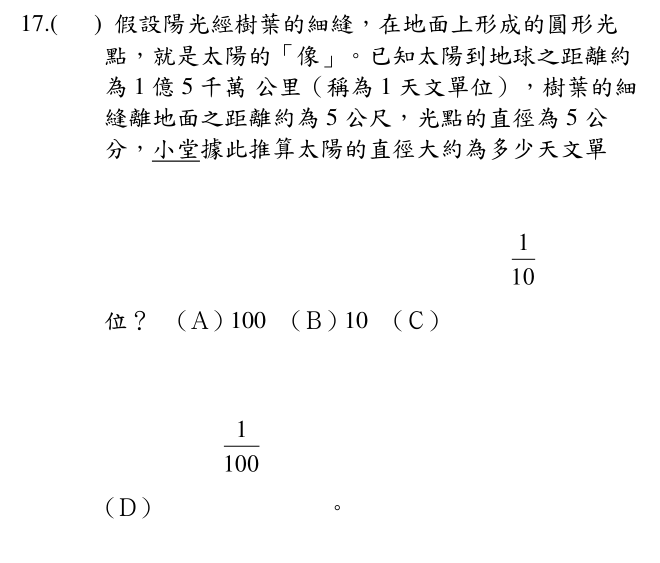 17.(　　) 假設陽光經樹葉的細縫，在地面上形成的圓形光
點，就是太陽的「像」。已知太陽到地球之距離約
為 1 億 5 千萬 公里（稱為 1 天文單位），樹葉的細
縫離地面之距離約為 5 公尺，光點的直徑為 5 公
分，小堂據此推算太陽的直徑大約為多少天文單
位？ （A）100 （B）10 （C） 1/10
（D） 1/100 。